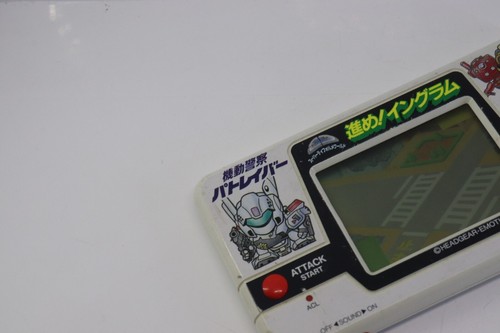 機動警察
パトレイバー
進め!イングラム
ATTACK
START
ACL
OFF ◄SOUND► ON
©HEADGEAR・EMOTI